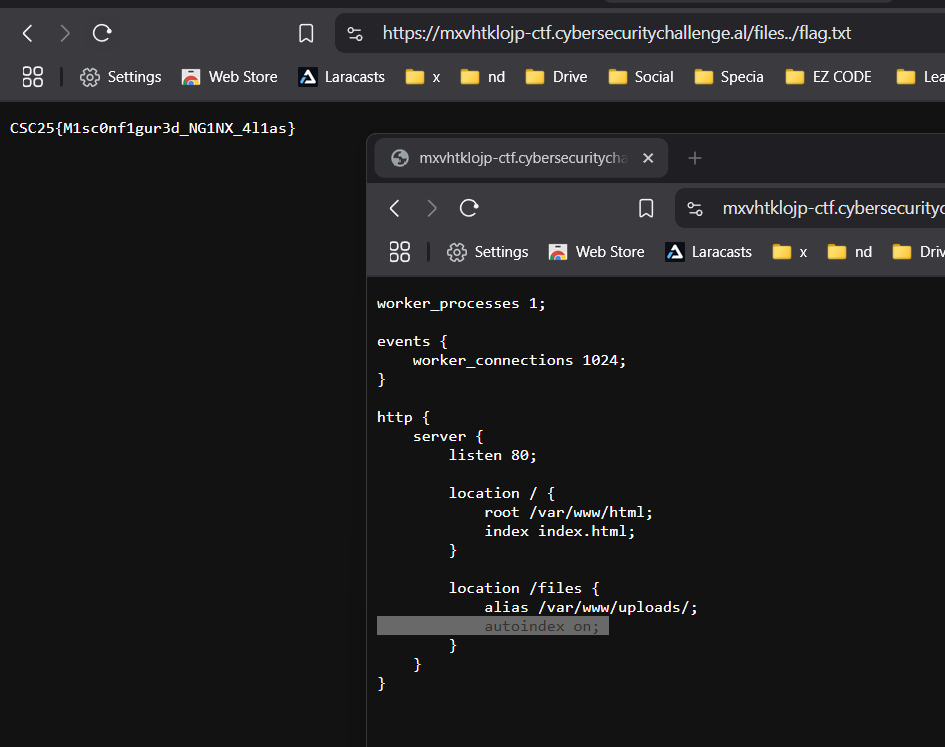 https://mxvhtklojp-ctf.cybersecuritychallenge.al/files../flag.txt
Settings Web Store Laracasts x nd Drive Social Specia EZ CODE Lea
CSC25{M1sc0nf1gur3d_NG1NX_4l1as}
mxvhtklojp-ctf.cybersecuritycha
mxvhtklojp-ctf.cybersecurityc
Settings Web Store Laracasts x nd Driv
worker_processes 1;
events {
    worker_connections 1024;
}
http {
    server {
        listen 80;
        location / {
            root /var/www/html;
            index index.html;
        }
        location /files {
            alias /var/www/uploads/;
            autoindex on;
        }
    }
}